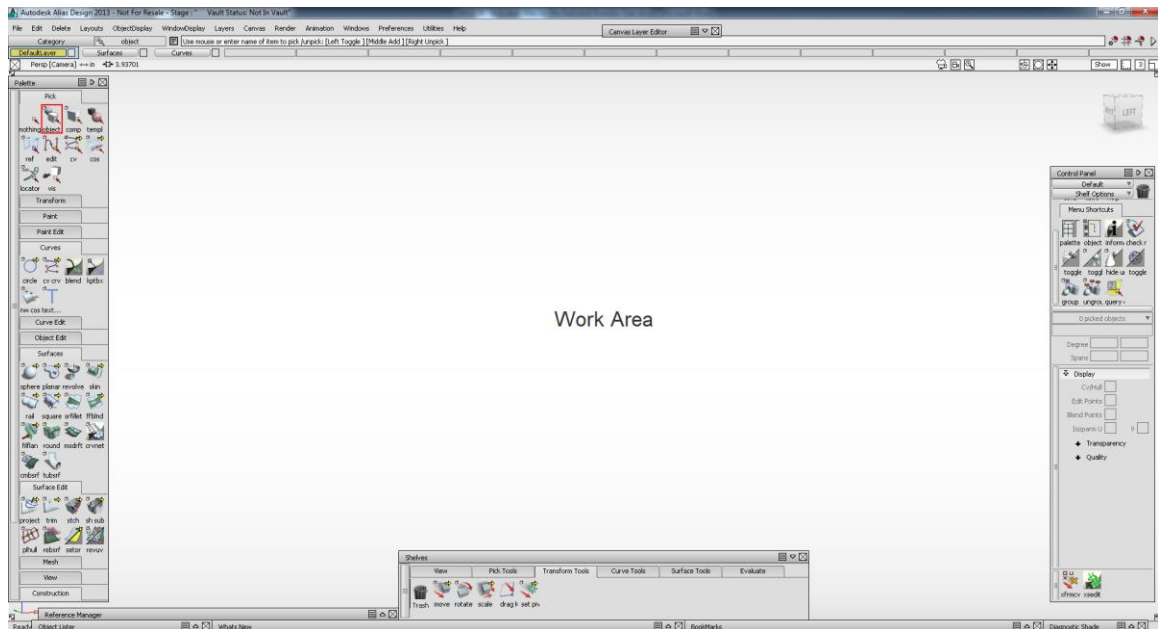 Autodesk Alias Design 2013 - Not For Resale - Stage : " Vault Status: Not In Vault"
File Edit Delete Layouts ObjectDisplay WindowDisplay Layers Canvas Render Animation Windows Preferences Utilities Help
Canvas Layer Editor
Category object Use mouse or enter name of item to pick /unpick: [Left Toggle ] [Middle Add ] [Right Unpick ]
DefaultLayer Surfaces Curves
Persp [Camera] in 3.93701 Show 3
Palette
Pick
nothing object comp templ
ref edit cv cos
locator vis
Transform
Paint
Paint Edit
Curves
circle cv crv blend kptbx
nw cos text...
Curve Edit
Object Edit
Surfaces
sphere planar revolve skin
rail square srfillet ffblnd
filflan round msdrft crvnet
cmbsrf tubsrf
Surface Edit
project trim stch sh sub
plhull rebsrf setor revuv
Mesh
View
Construction
Work Area
LEFT
Control Panel
Default
Shelf Options
Menu Shortcuts
palette object inform check r
toggle toggl hide u toggle
group ungrou query
0 picked objects
Degree
Spans
Display
CV/Hull
Edit Points
Blend Points
Isoparm U V
Transparency
Quality
xfrmcv xsedit
Shelves
View Pick Tools Transform Tools Curve Tools Surface Tools Evaluate
Trash move rotate scale drag k set piv
Reference Manager
Ready Object Lister Whats New BookMarks Diagnostic Shade